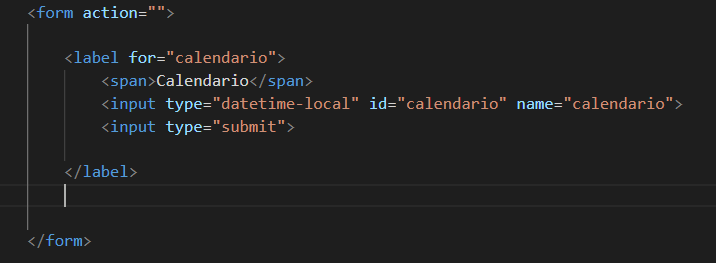 <form action="">
<label for="calendario">
<span>Calendario</span>
<input type="datetime-local" id="calendario" name="calendario">
<input type="submit">
</label>
</form>